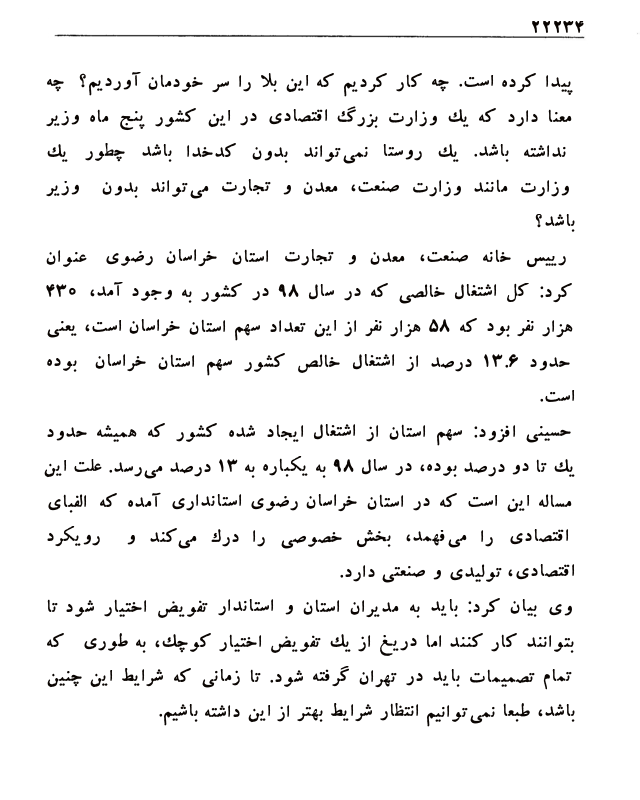 ۲۲۲۳۴
پیدا کرده است. چه کار کردیم که این بلا را سر خودمان آوردیم؟ چه
معنا دارد که یك وزارت بزرگ اقتصادی در این کشور پنج ماه وزیر
نداشته باشد. یك روستا نمی‌تواند بدون کدخدا باشد چطور یك
وزارت مانند وزارت صنعت، معدن و تجارت می‌تواند بدون وزیر
باشد؟
رییس خانه صنعت، معدن و تجارت استان خراسان رضوی عنوان
کرد: کل اشتغال خالصی که در سال ۹۸ در کشور به وجود آمد، ۴۳۰
هزار نفر بود که ۵۸ هزار نفر از این تعداد سهم استان خراسان است، یعنی
حدود ۱۳.۶ درصد از اشتغال خالص کشور سهم استان خراسان بوده
است.
حسینی افزود: سهم استان از اشتغال ایجاد شده کشور که همیشه حدود
یك تا دو درصد بوده، در سال ۹۸ به یکباره به ۱۳ درصد می‌رسد. علت این
مساله این است که در استان خراسان رضوی استانداری آمده که الفبای
اقتصادی را می‌فهمد، بخش خصوصی را درك می‌کند و رویکرد
اقتصادی، تولیدی و صنعتی دارد.
وی بیان کرد: باید به مدیران استان و استاندار تفویض اختیار شود تا
بتوانند کار کنند اما دریغ از یك تفویض اختیار کوچك، به طوری که
تمام تصمیمات باید در تهران گرفته شود. تا زمانی که شرایط این چنین
باشد، طبعا نمی‌توانیم انتظار شرایط بهتر از این داشته باشیم.